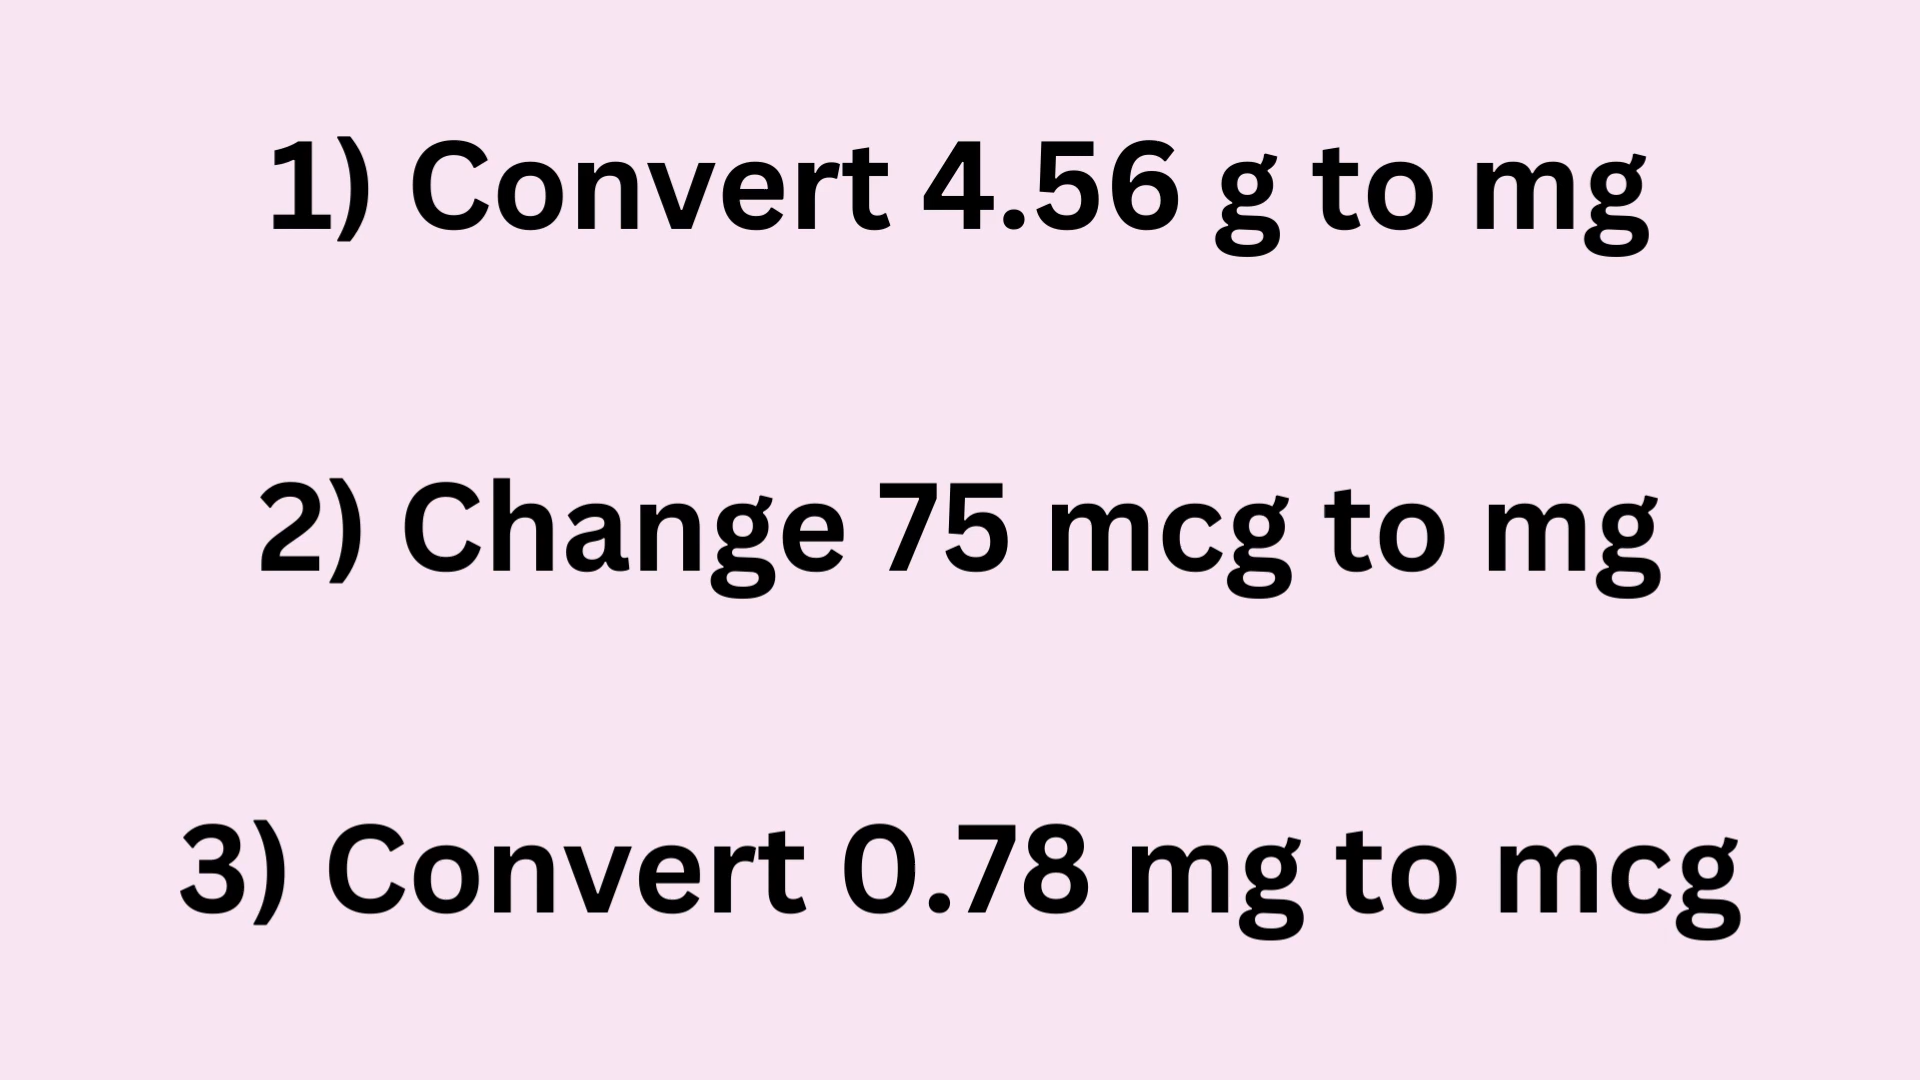 1) Convert 4.56 g to mg
2) Change 75 mcg to mg
3) Convert 0.78 mg to mcg